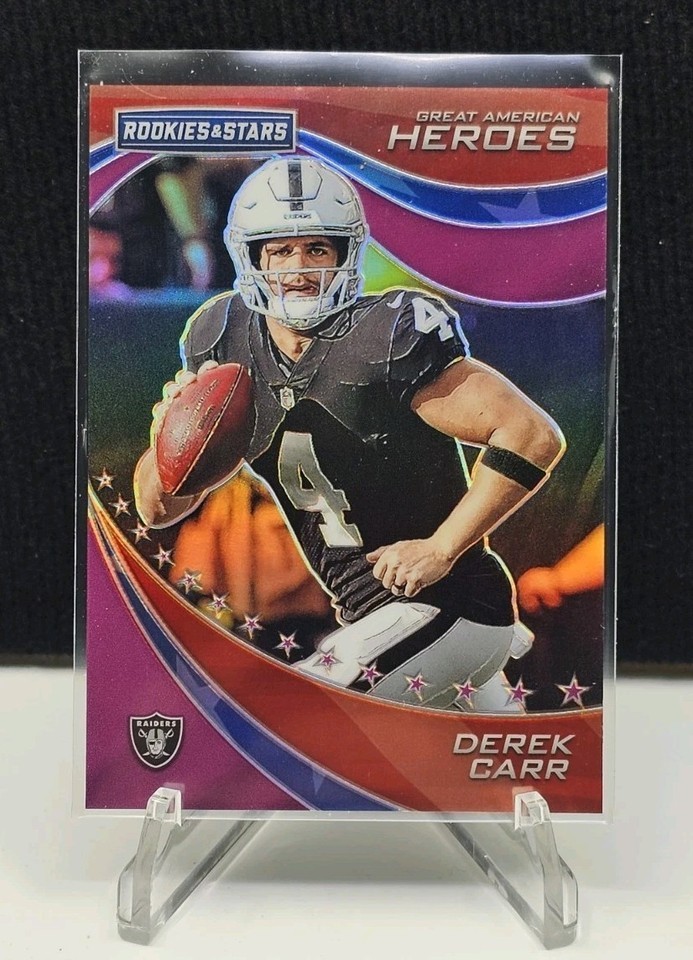 ROOKIES&STARS
GREAT AMERICAN
HEROES
4
4
RAIDERS
DEREK
CARR